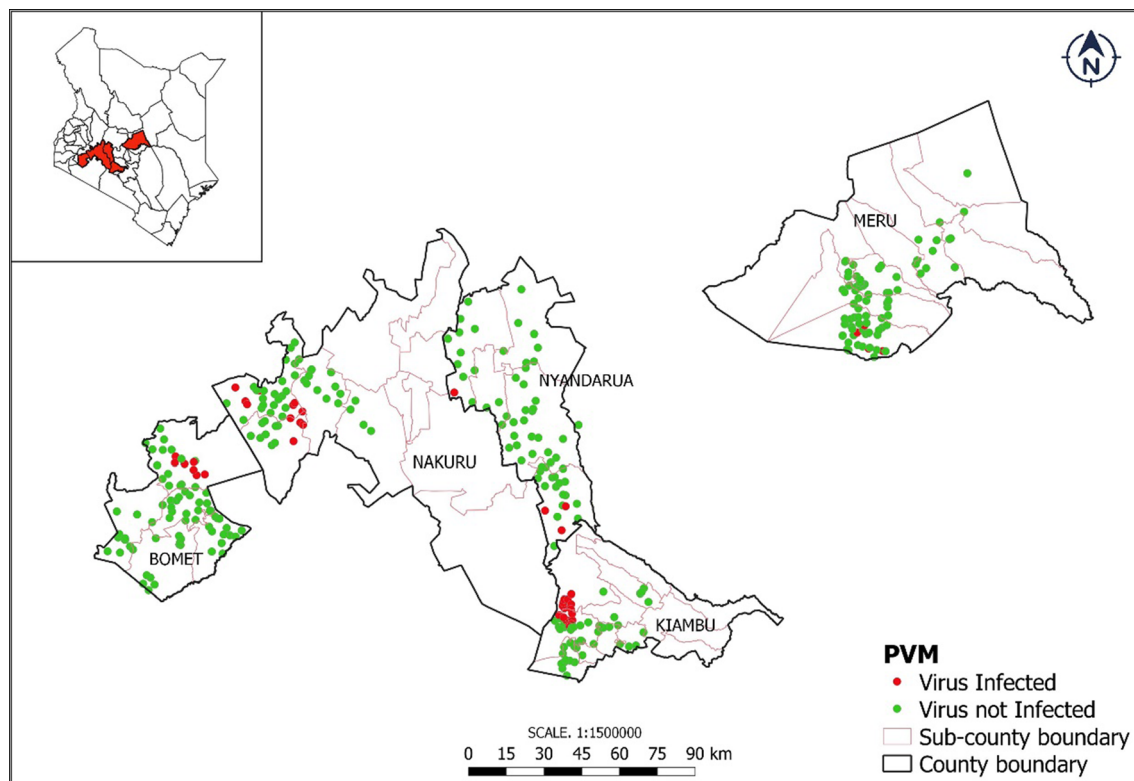 N
MERU
NYANDARUA
NAKURU
BOMET
KIAMBU
PVM
Virus Infected
Virus not Infected
Sub-county boundary
County boundary
SCALE. 1:1500000
0 15 30 45 60 75 90 km